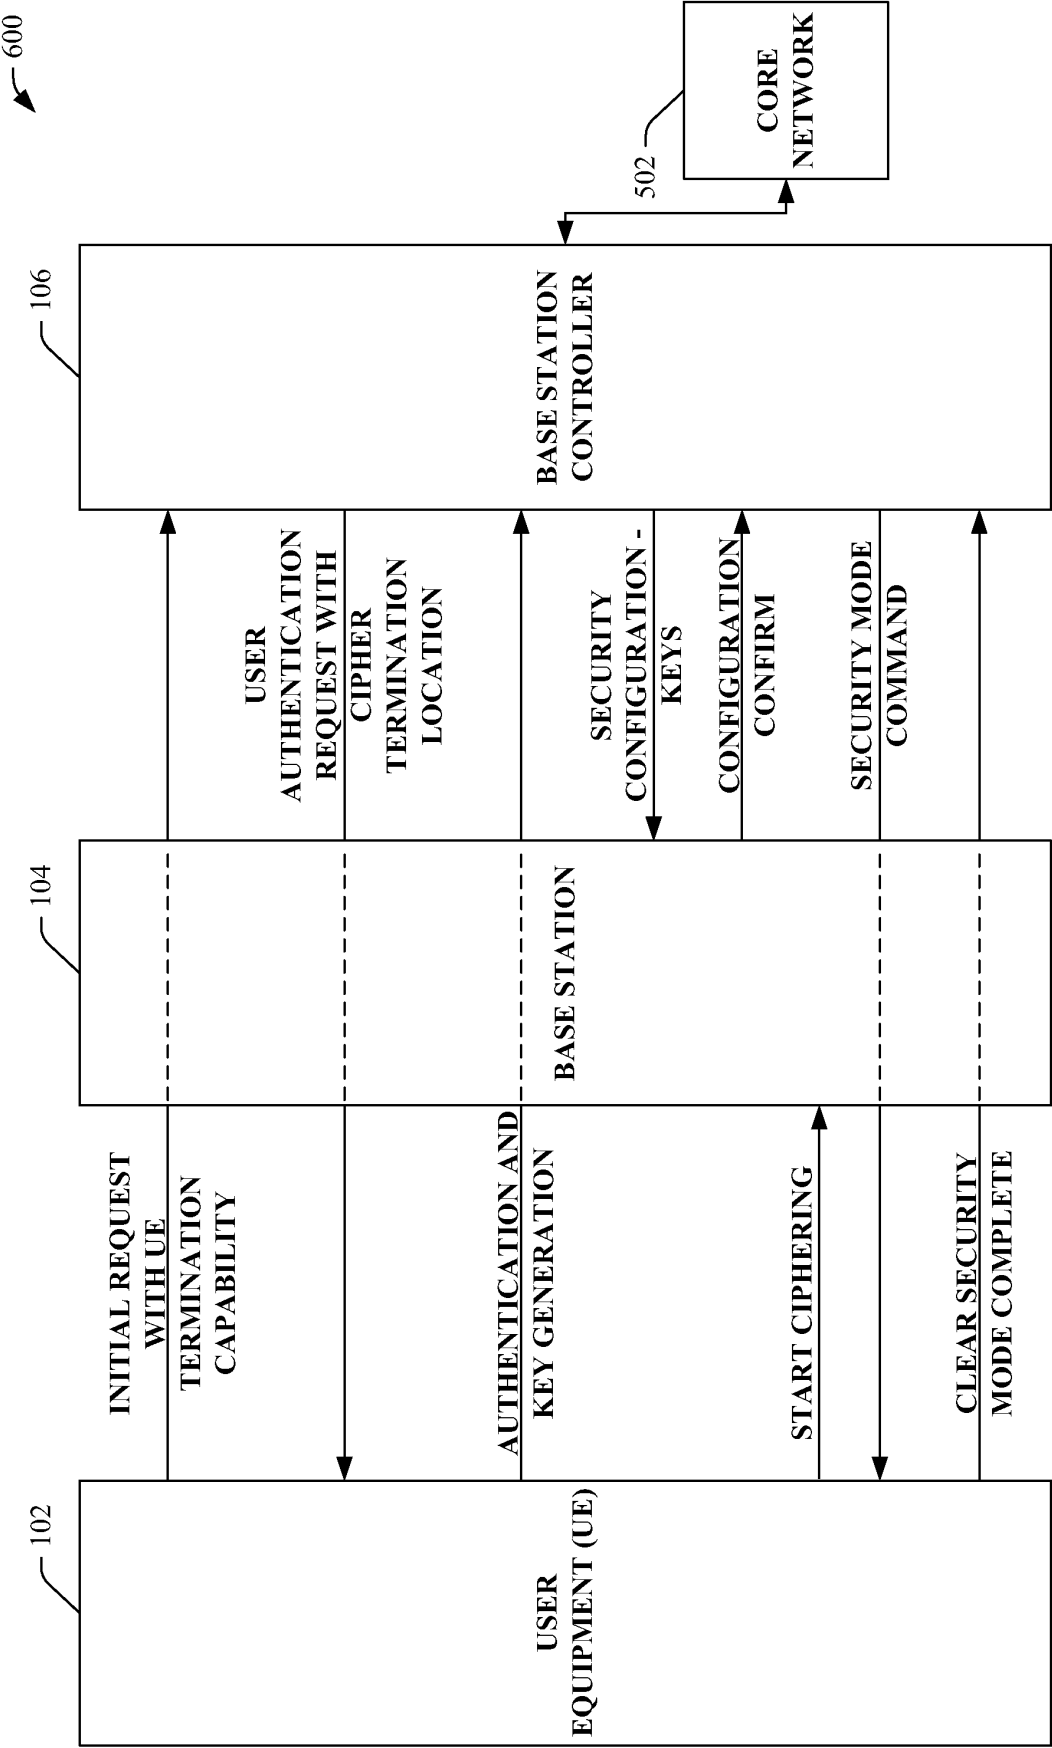 600
102
104
106
502
USER
EQUIPMENT (UE)
BASE STATION
BASE STATION
CONTROLLER
CORE
NETWORK
INITIAL REQUEST
WITH UE
TERMINATION
CAPABILITY
USER
AUTHENTICATION
REQUEST WITH
CIPHER
TERMINATION
LOCATION
AUTHENTICATION AND
KEY GENERATION
SECURITY
CONFIGURATION -
KEYS
CONFIGURATION
CONFIRM
START CIPHERING
SECURITY MODE
COMMAND
CLEAR SECURITY
MODE COMPLETE